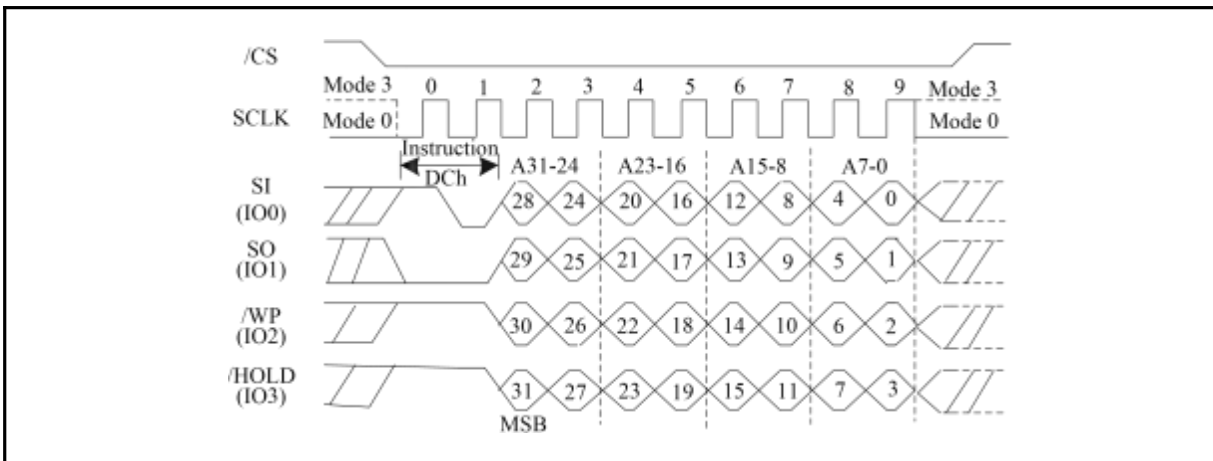 /CS
Mode 3 0 1 2 3 4 5 6 7 8 9 Mode 3
SCLK Mode 0 Mode 0
Instruction
DCh A31-24 A23-16 A15-8 A7-0
SI
(IO0) 28 24 20 16 12 8 4 0
SO
(IO1) 29 25 21 17 13 9 5 1
/WP
(IO2) 30 26 22 18 14 10 6 2
/HOLD
(IO3) 31 27 23 19 15 11 7 3
MSB